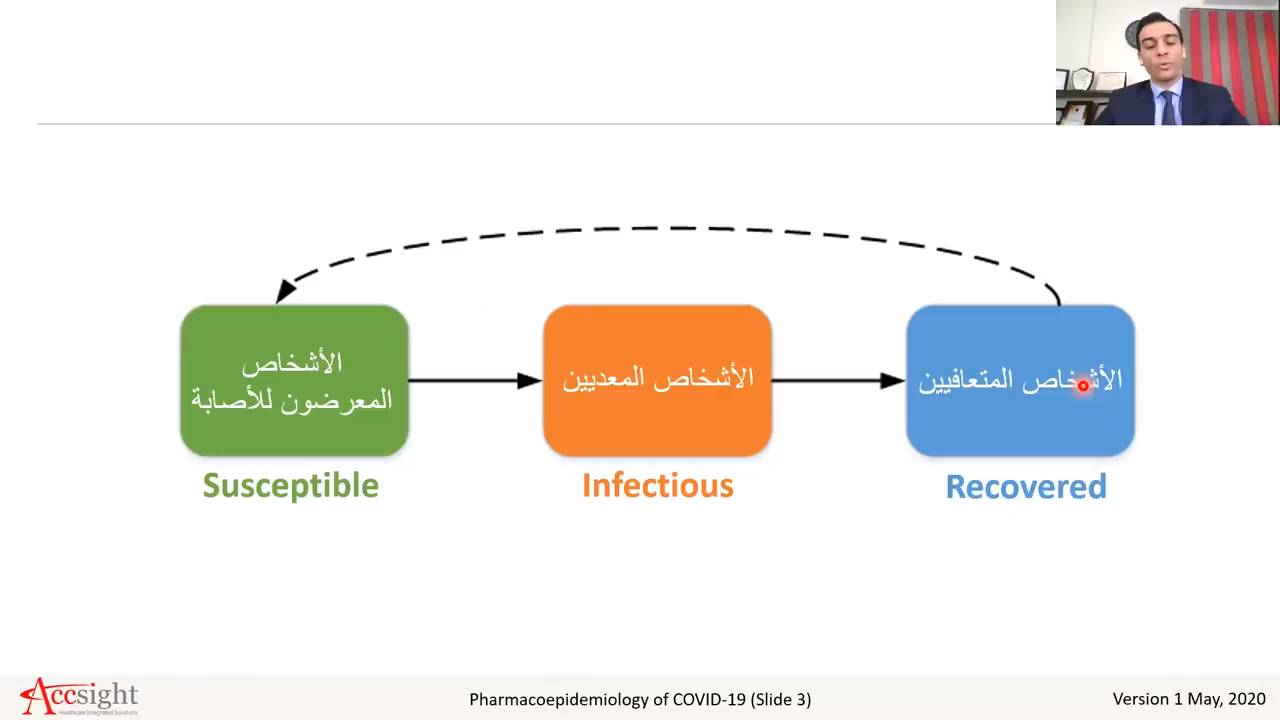 الأشخاص
المعرضون للأصابة
الأشخاص المعديين
الأشخاص المتعافيين
Susceptible
Infectious
Recovered
Accsight
Healthcare Integrated Solutions
Pharmacoepidemiology of COVID-19 (Slide 3)
Version 1 May, 2020